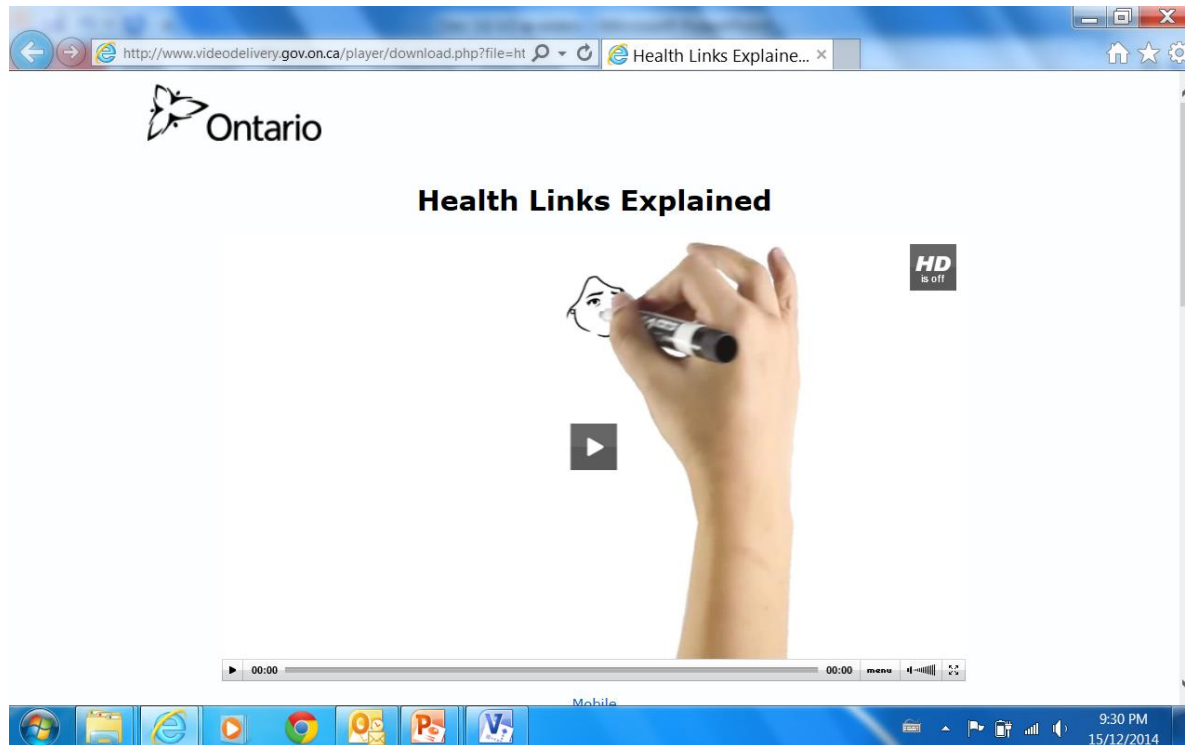 http://www.videodelivery.gov.on.ca/player/download.php?file=ht
Health Links Explaine...
Ontario
Health Links Explained
HD
is off
00:00
00:00
menu
Mobile
9:30 PM
15/12/2014